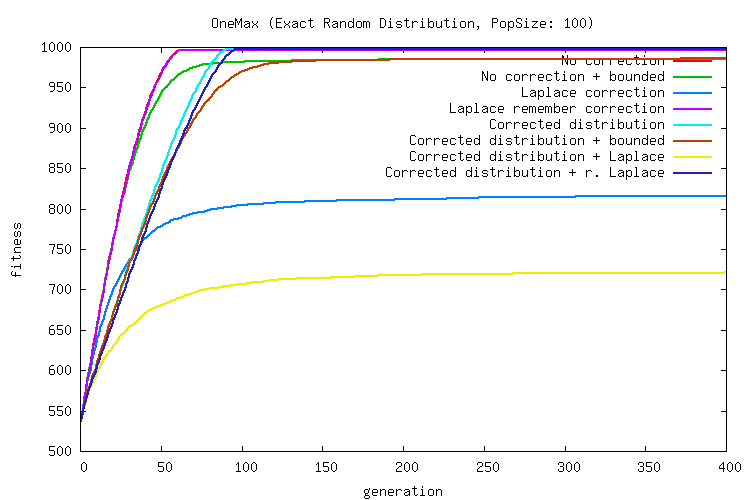 OneMax (Exact Random Distribution, PopSize: 100)
1000
950
900
850
800
750
700
650
600
550
500
fitness
No correction
No correction + bounded
Laplace correction
Laplace remember correction
Corrected distribution
Corrected distribution + bounded
Corrected distribution + Laplace
Corrected distribution + r. Laplace
0 50 100 150 200 250 300 350 400
generation